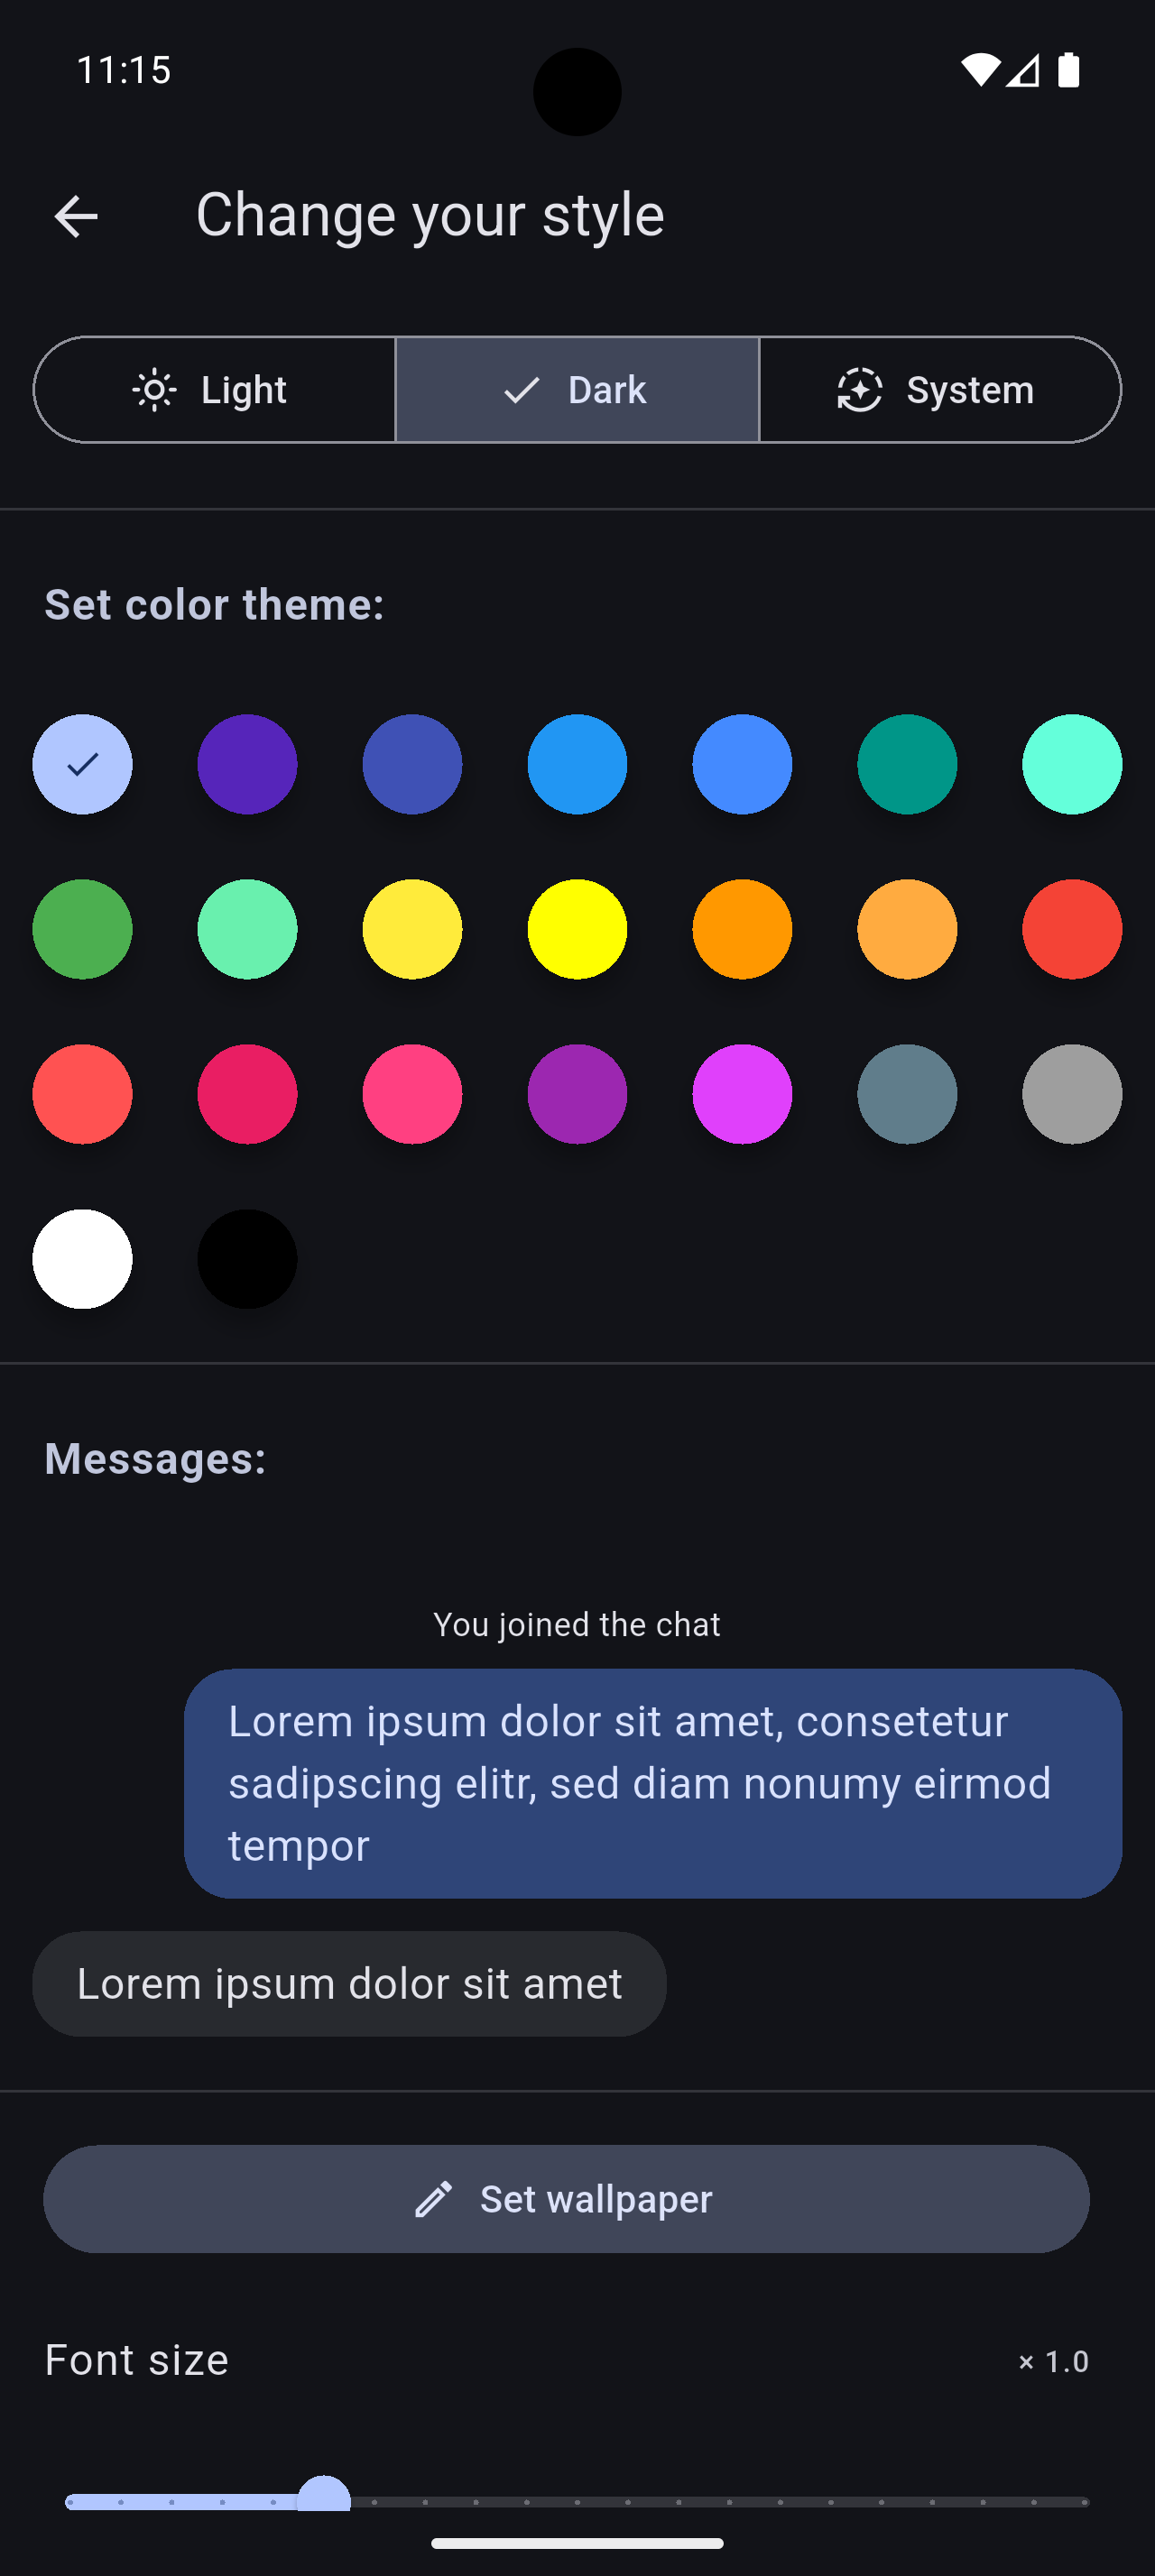 11:15
Change your style
Light
Dark
System
Set color theme:
Messages:
You joined the chat
Lorem ipsum dolor sit amet, consetetur
sadipscing elitr, sed diam nonumy eirmod
tempor
Lorem ipsum dolor sit amet
Set wallpaper
Font size
× 1.0